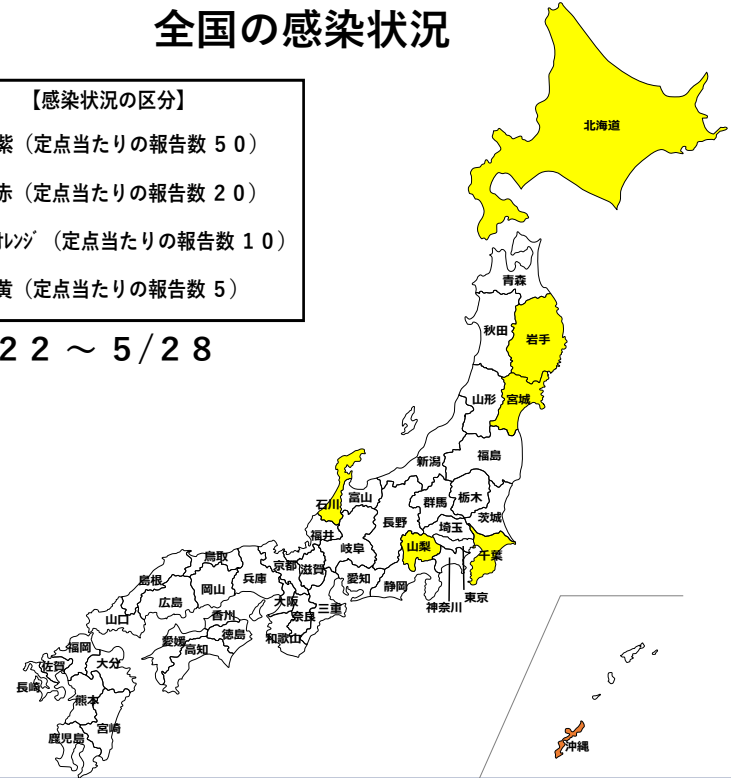 全国の感染状況
【感染状況の区分】
紫（定点当たりの報告数 ５０）
赤（定点当たりの報告数 ２０）
ｵﾚﾝｼﾞ（定点当たりの報告数 １０）
黄（定点当たりの報告数 ５）
２２ ～ ５/２８
北海道
青森
秋田
岩手
山形
宮城
新潟
福島
石川
富山
群馬
栃木
茨城
福井
長野
埼玉
岐阜
山梨
千葉
鳥取
京都
滋賀
島根
岡山
兵庫
愛知
静岡
東京
神奈川
広島
大阪
奈良
三重
山口
香川
徳島
和歌山
愛媛
高知
福岡
佐賀
大分
長崎
熊本
宮崎
鹿児島
沖縄